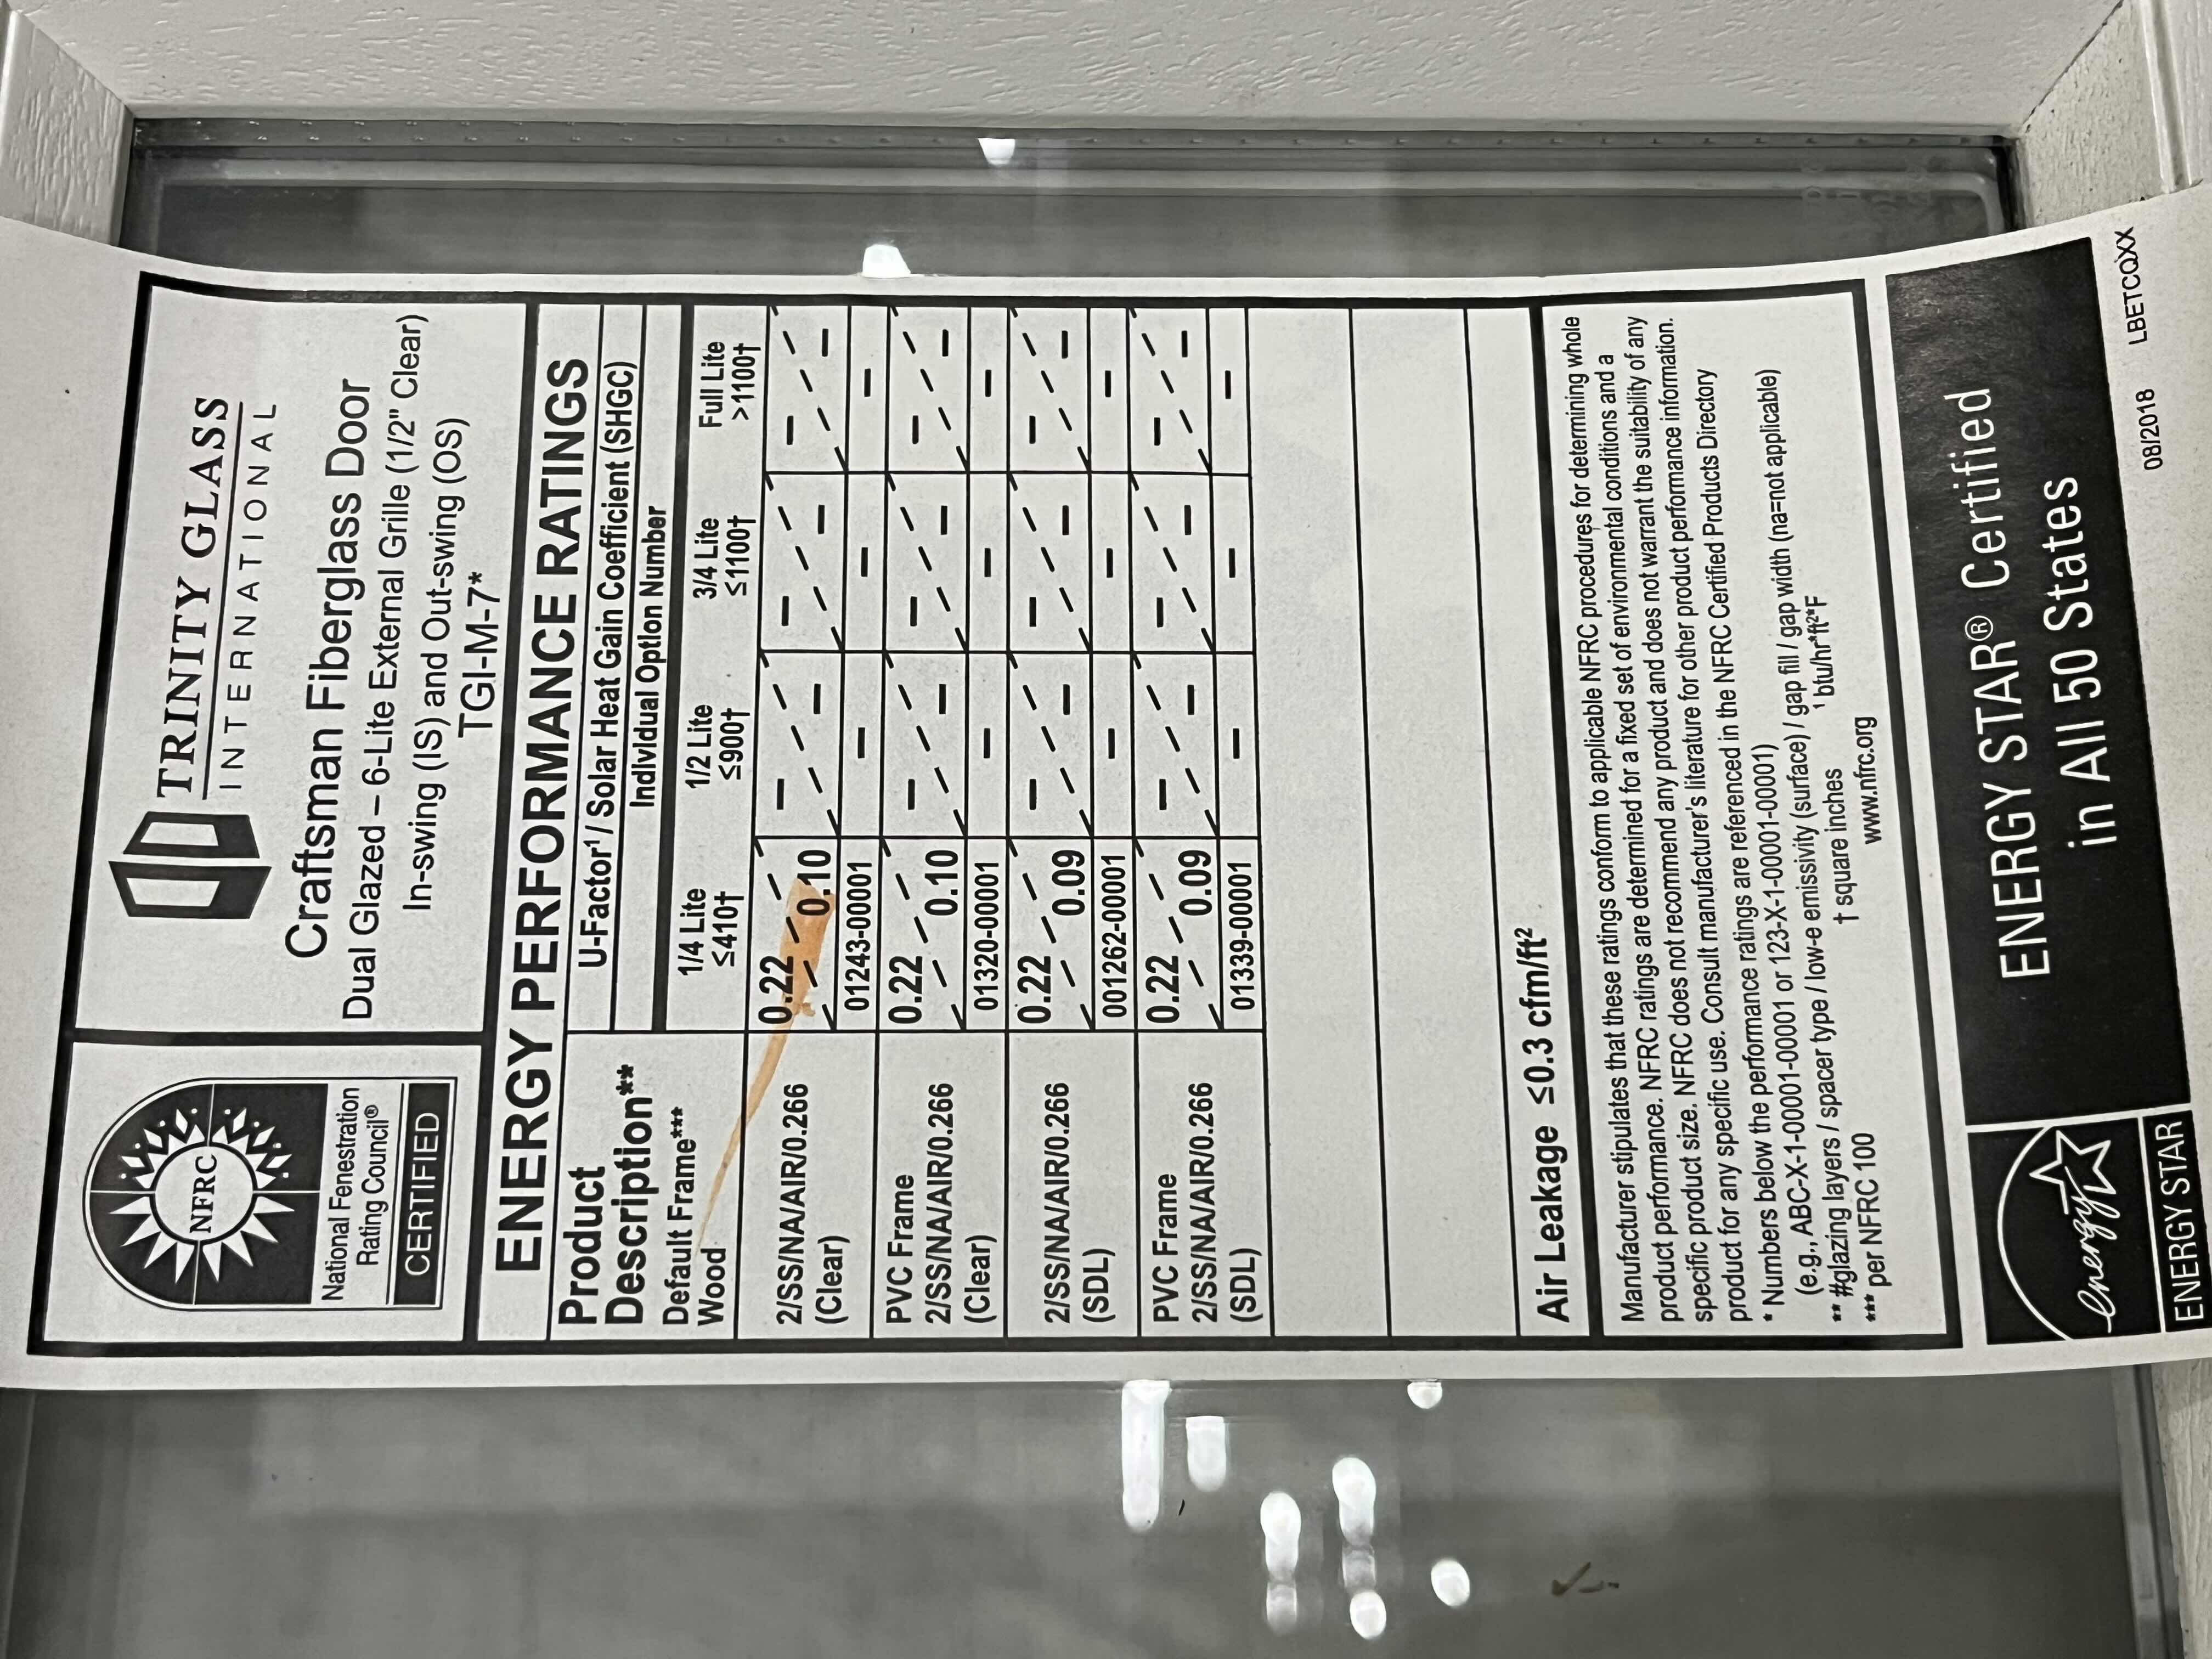 NFRC
National Fenestration
Rating Council®
CERTIFIED
TRINITY GLASS
INTERNATIONAL
Craftsman Fiberglass Door
Dual Glazed – 6-Lite External Grille (1/2" Clear)
In-swing (IS) and Out-swing (OS)
TGI-M-7*
ENERGY PERFORMANCE RATINGS
Product
Description**
Default Frame***
Wood
U-Factor¹ / Solar Heat Gain Coefficient (SHGC)
Individual Option Number
1/4 Lite ≤410† 1/2 Lite ≤900† 3/4 Lite ≤1100† Full Lite >1100†
2/SS/NA/AIR/0.266
(Clear)
0.22 0.10 – – – – – –
01243-00001 – – –
PVC Frame
2/SS/NA/AIR/0.266
(Clear)
0.22 0.10 – – – – – –
01320-00001 – – –
2/SS/NA/AIR/0.266
(SDL)
0.22 0.09 – – – – – –
001262-00001 – – –
PVC Frame
2/SS/NA/AIR/0.266
(SDL)
0.22 0.09 – – – – – –
01339-00001 – – –
Air Leakage ≤0.3 cfm/ft²
Manufacturer stipulates that these ratings conform to applicable NFRC procedures for determining whole
product performance. NFRC ratings are determined for a fixed set of environmental conditions and a
specific product size. NFRC does not recommend any product and does not warrant the suitability of any
product for any specific use. Consult manufacturer's literature for other product performance information.
* Numbers below the performance ratings are referenced in the NFRC Certified Products Directory
(e.g., ABC-X-1-00001-00001 or 123-X-1-00001-00001)
** #glazing layers / spacer type / low-e emissivity (surface) / gap fill / gap width (na=not applicable)
*** per NFRC 100 † square inches ¹ btu/hr*ft²*F
www.nfrc.org
energy
ENERGY STAR
ENERGY STAR® Certified
in All 50 States
08/2018 LBETCQXX